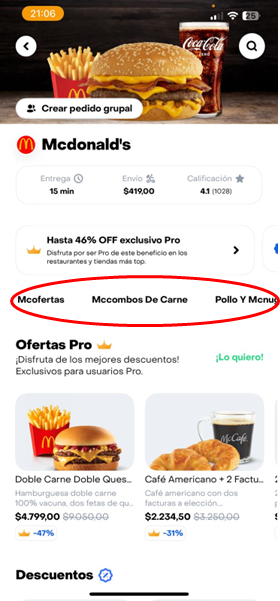 21:06
25
Coca-Cola
Crear pedido grupal
Mcdonald's
Entrega Envío Calificación
15 min $419,00 4.1 (1028)
Hasta 46% OFF exclusivo Pro
Disfruta por ser Pro de este beneficio en los
restaurantes y tiendas más top.
Mcofertas Mccombos De Carne Pollo Y Mcnug
Ofertas Pro
¡Disfruta de los mejores descuentos!
Exclusivos para usuarios Pro.
¡Lo quiero!
McCafé
Doble Carne Doble Ques...
Hamburguesa doble carne
100% vacuna, dos fetas de qu...
$4.799,00 $9.050,00
-47%
Café Americano + 2 Factu...
Café americano con dos
facturas a elección...
$2.234,50 $3.250,00
-31%
Descuentos